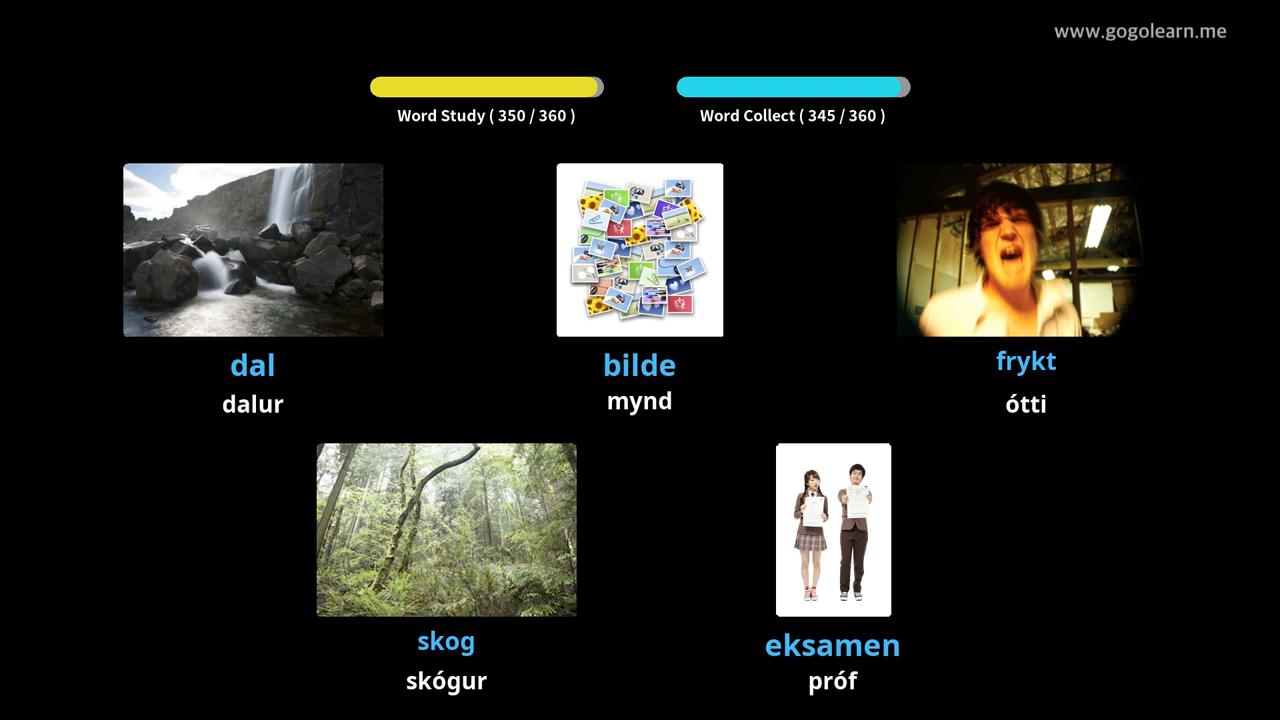 www.gogolearn.me
Word Study ( 350 / 360 )
Word Collect ( 345 / 360 )
dal
dalur
bilde
mynd
frykt
ótti
skog
skógur
eksamen
próf